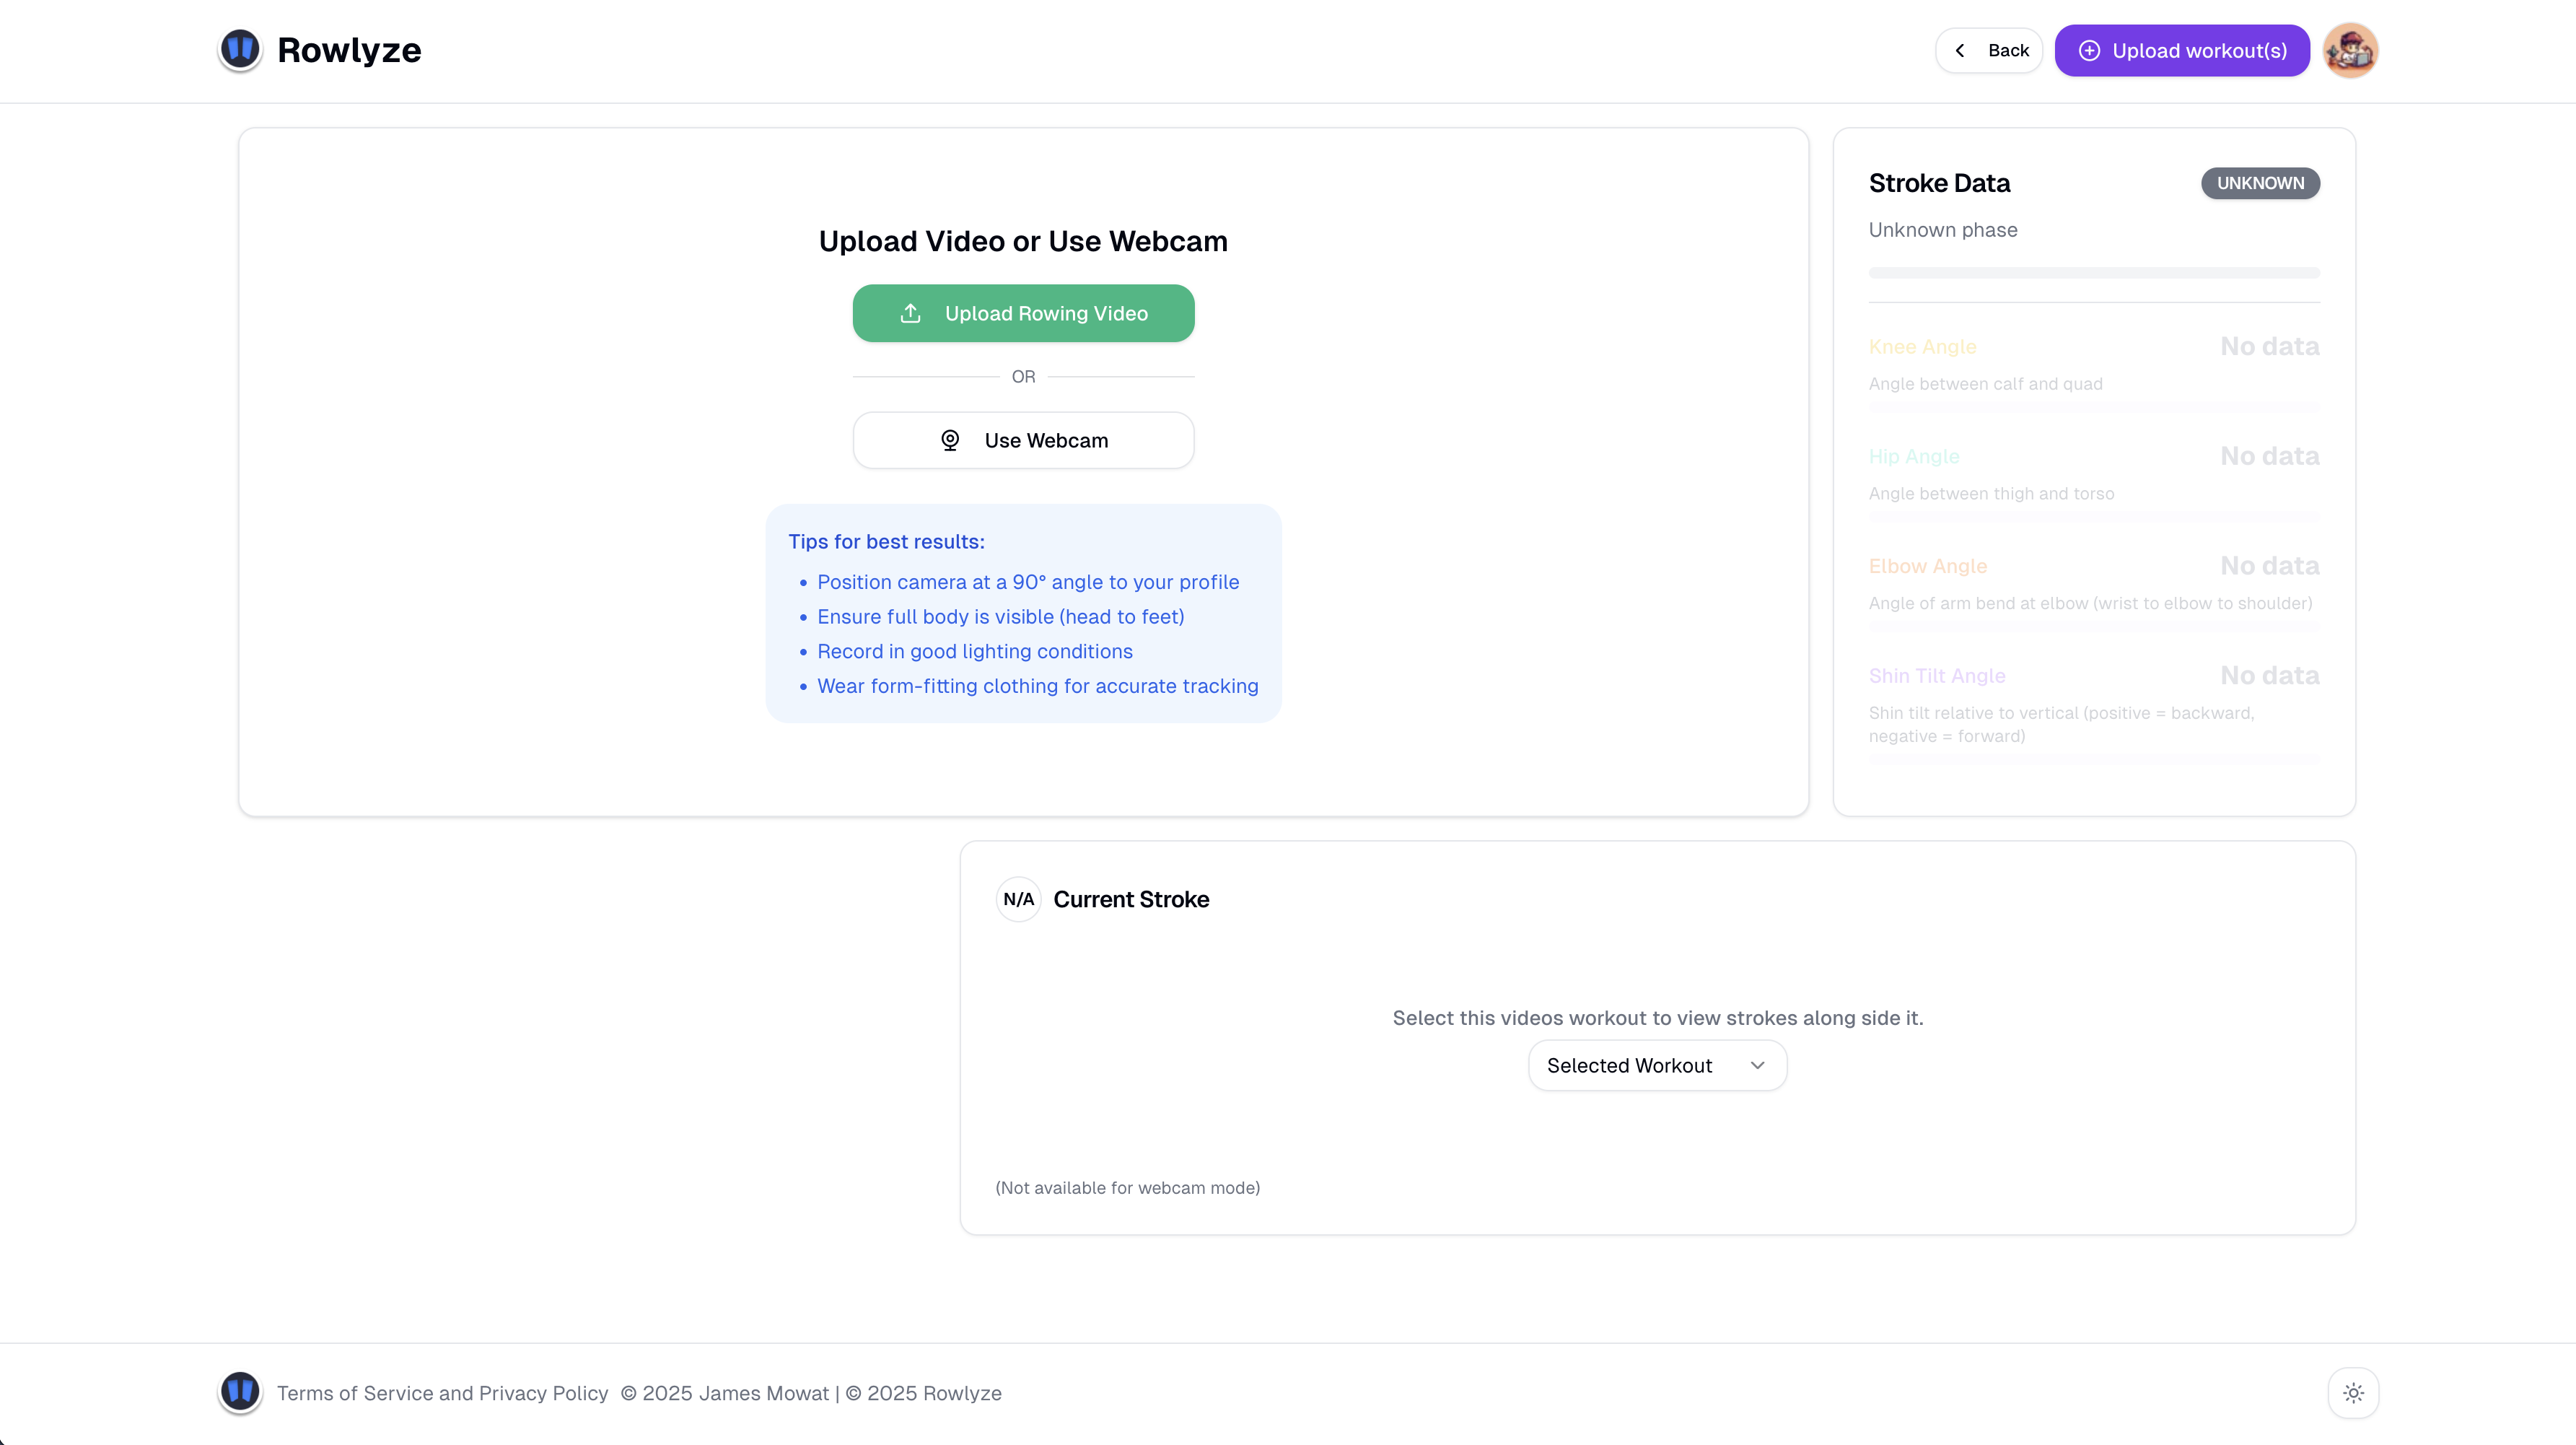 Rowlyze
Back
Upload workout(s)
Upload Video or Use Webcam
Upload Rowing Video
OR
Use Webcam
Tips for best results:
• Position camera at a 90° angle to your profile
• Ensure full body is visible (head to feet)
• Record in good lighting conditions
• Wear form-fitting clothing for accurate tracking
Stroke Data
UNKNOWN
Unknown phase
Knee Angle
No data
Angle between calf and quad
Hip Angle
No data
Angle between thigh and torso
Elbow Angle
No data
Angle of arm bend at elbow (wrist to elbow to shoulder)
Shin Tilt Angle
No data
Shin tilt relative to vertical (positive = backward,
negative = forward)
N/A
Current Stroke
Select this videos workout to view strokes along side it.
Selected Workout
(Not available for webcam mode)
Terms of Service and Privacy Policy © 2025 James Mowat | © 2025 Rowlyze